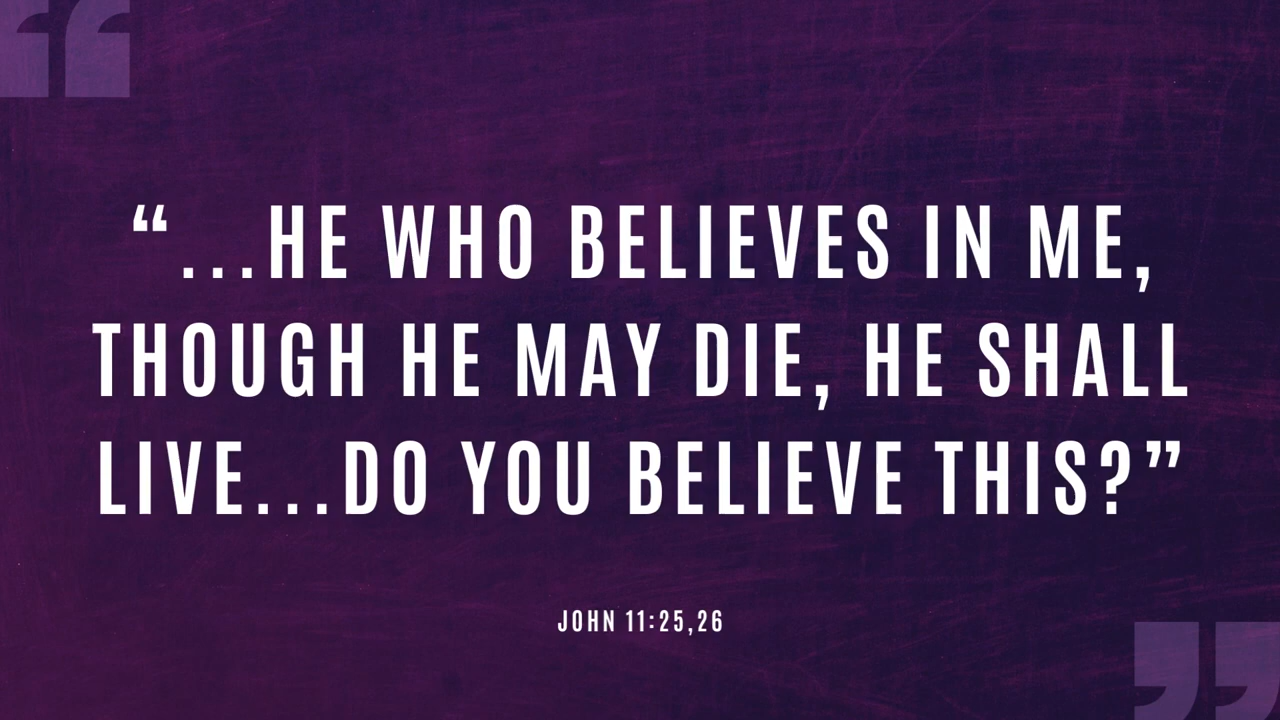 “...HE WHO BELIEVES IN ME,
THOUGH HE MAY DIE, HE SHALL
LIVE...DO YOU BELIEVE THIS?”
JOHN 11:25,26